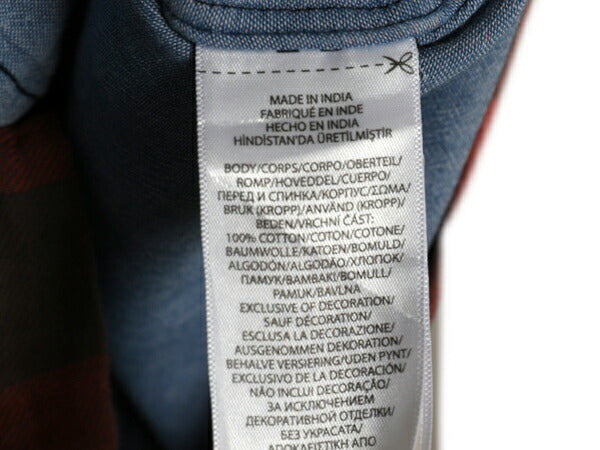 MADE IN INDIA
FABRIQUÉ EN INDE
HECHO EN INDIA
HİNDİSTAN'DA ÜRETİLMİŞTİR
BODY/CORPS/CORPO/OBERTEIL/
ROMP/HOVEDDEL/CUERPO/
ПЕРЕД И СПИНКА/КОРПУС/ΣΩΜΑ/
BRUK (KROPP)/ANVÄND (KROPP)/
BEDEN/VRCHNÍ ČÁST:
100% COTTON/COTON/COTONE/
BAUMWOLLE/KATOEN/BOMULD/
ALGODÓN/ALGODÃO/ХЛОПОК/
ПАМУК/ΒΑΜΒΑΚΙ/BOMULL/
PAMUK/BAVLNA
EXCLUSIVE OF DECORATION/
SAUF DÉCORATION/
ESCLUSA LA DECORAZIONE/
AUSGENOMMEN DEKORATION/
BEHALVE VERSIERING/UDEN PYNT/
EXCLUSIVO DE LA DECORACIÓN/
NÃO INCLUI DECORAÇÃO/
ЗА ИСКЛЮЧЕНИЕМ
ДЕКОРАТИВНОЙ ОТДЕЛКИ/
БЕЗ УКРАСАТА/
ΑΠΟΚΛΕΙΣΤΙΚΗ ΑΠΟ